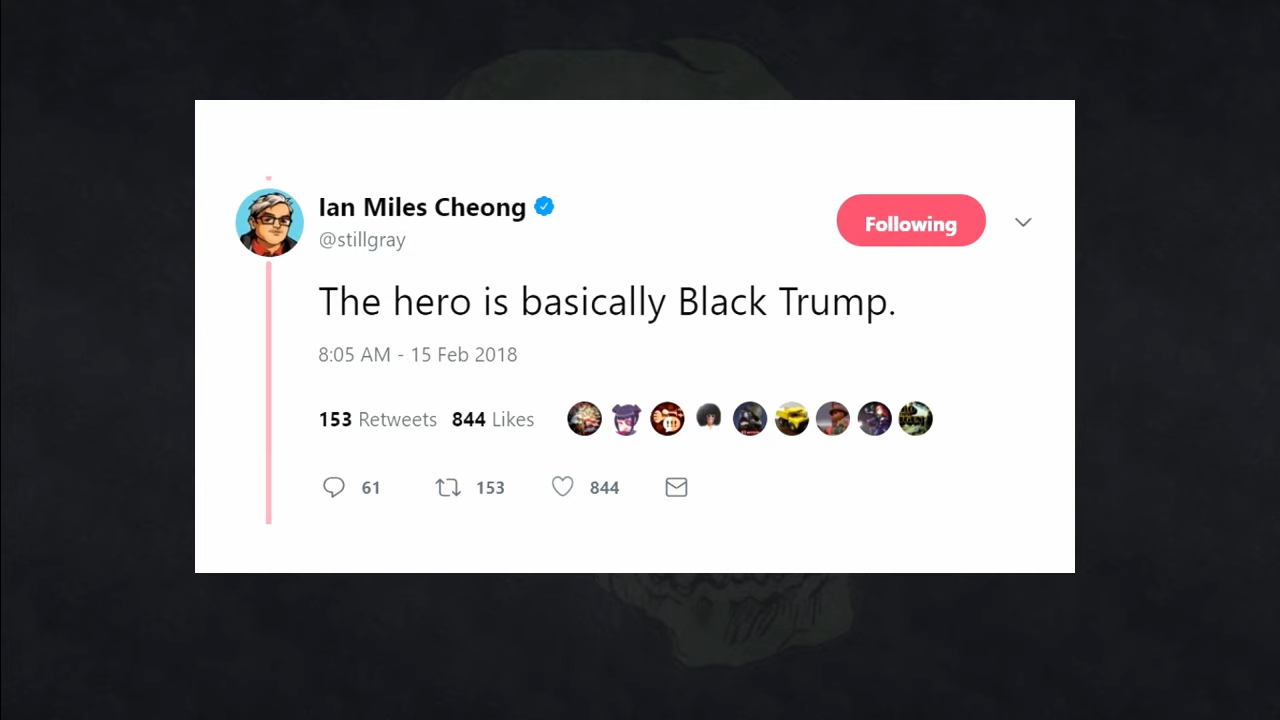 Ian Miles Cheong
@stillgray
Following
The hero is basically Black Trump.
8:05 AM - 15 Feb 2018
153 Retweets 844 Likes
61 153 844